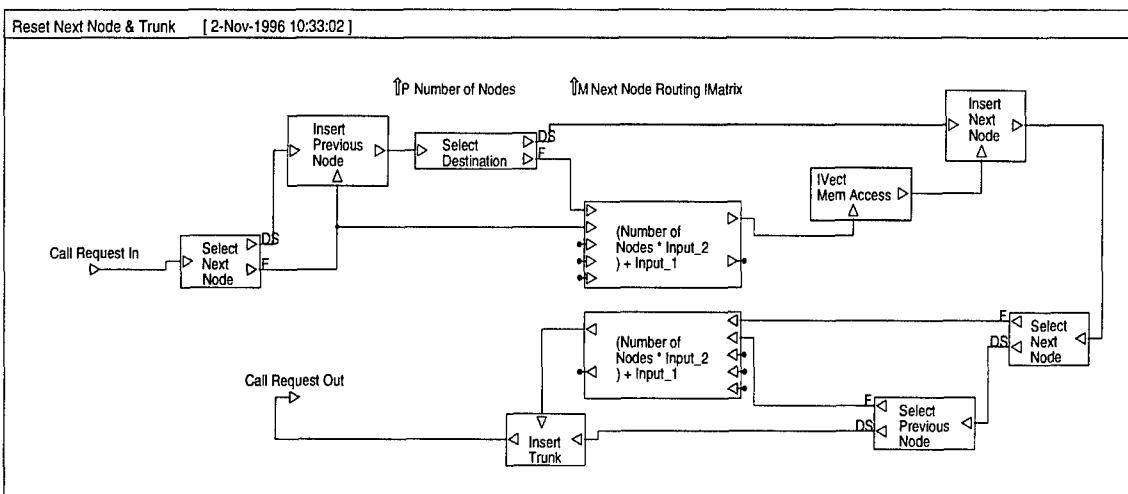 Reset Next Node & Trunk [ 2-Nov-1996 10:33:02 ]
⇑P Number of Nodes
⇑M Next Node Routing IMatrix
Insert
Next
Node
Insert
Previous
Node
Select
Destination
DS
F
IVect
Mem Access
Call Request In
Select
Next
Node
DS
F
(Number of
Nodes * Input_2
) + Input_1
(Number of
Nodes * Input_2
) + Input_1
F
DS
Select
Next
Node
Call Request Out
F
DS
Select
Previous
Node
Insert
Trunk